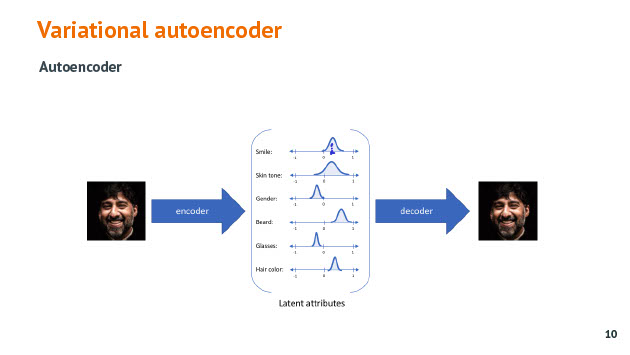 Variational autoencoder
Autoencoder
Smile:
-1 0 1
Skin tone:
-1 0 1
Gender:
-1 0 1
encoder
decoder
Beard:
-1 0 1
Glasses:
-1 0 1
Hair color:
-1 0 1
Latent attributes
10